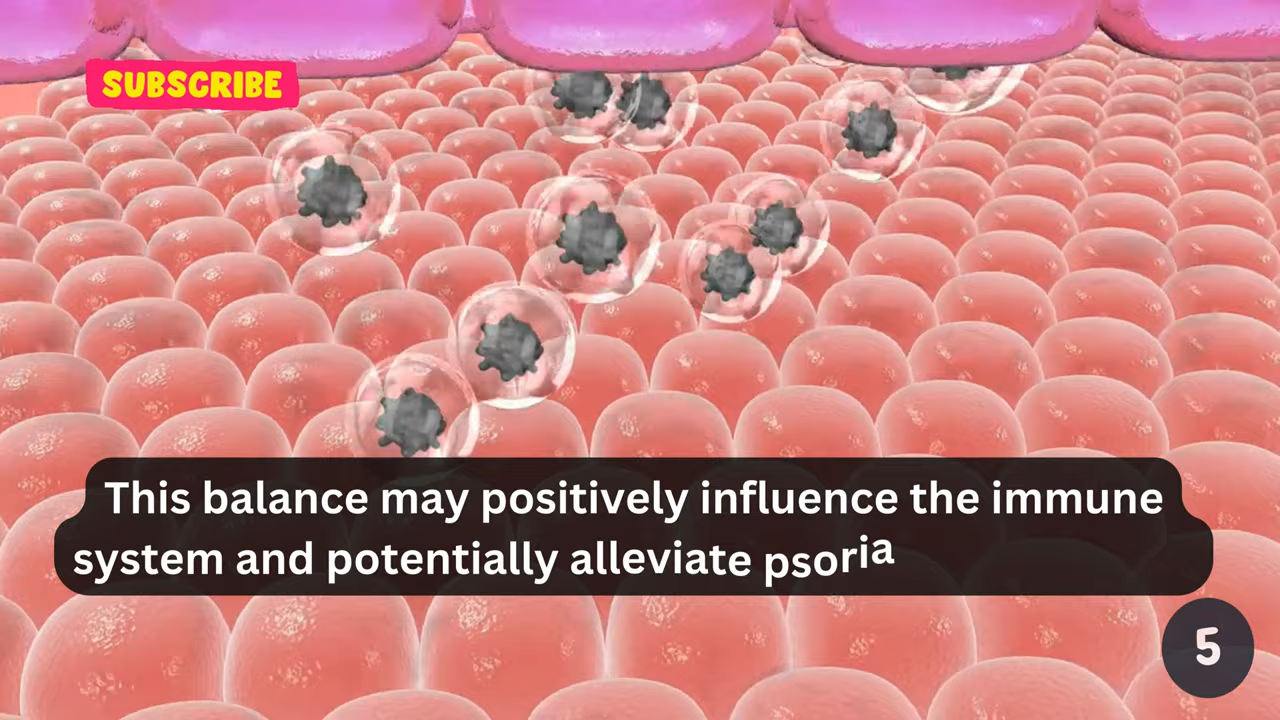 SUBSCRIBE
This balance may positively influence the immune
system and potentially alleviate psoria
5